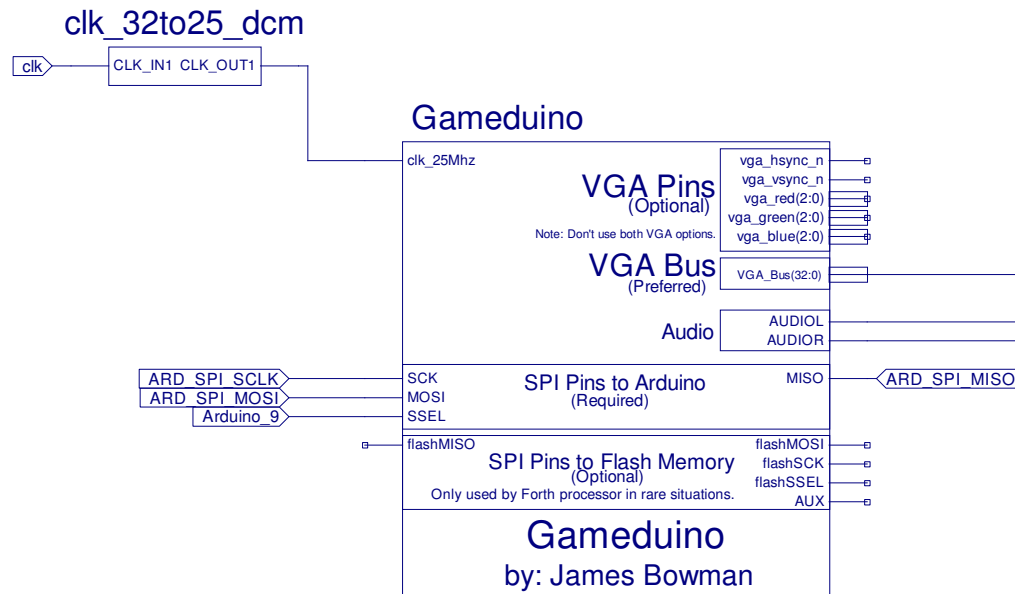 clk_32to25_dcm
clk
CLK_IN1 CLK_OUT1
Gameduino
clk_25Mhz
VGA Pins
(Optional)
Note: Don't use both VGA options.
vga_hsync_n
vga_vsync_n
vga_red(2:0)
vga_green(2:0)
vga_blue(2:0)
VGA Bus
(Preferred)
VGA_Bus(32:0)
Audio
AUDIOL
AUDIOR
ARD_SPI_SCLK
ARD_SPI_MOSI
Arduino_9
SCK
MOSI
SSEL
SPI Pins to Arduino
(Required)
MISO
ARD_SPI_MISO
flashMISO
SPI Pins to Flash Memory
(Optional)
Only used by Forth processor in rare situations.
flashMOSI
flashSCK
flashSSEL
AUX
Gameduino
by: James Bowman